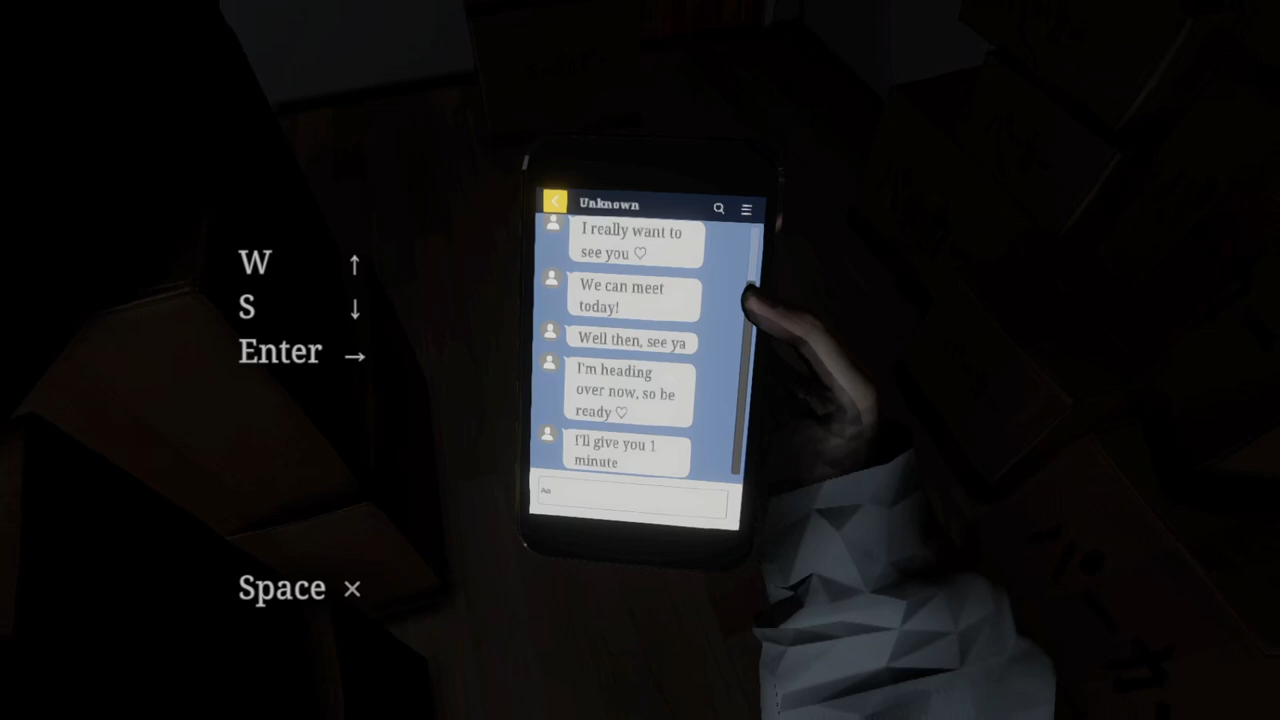 Unknown
I really want to
see you ♡
We can meet
today!
Well then, see ya
I'm heading
over now, so be
ready ♡
I'll give you 1
minute
Aa
W ↑
S ↓
Enter →
Space ×